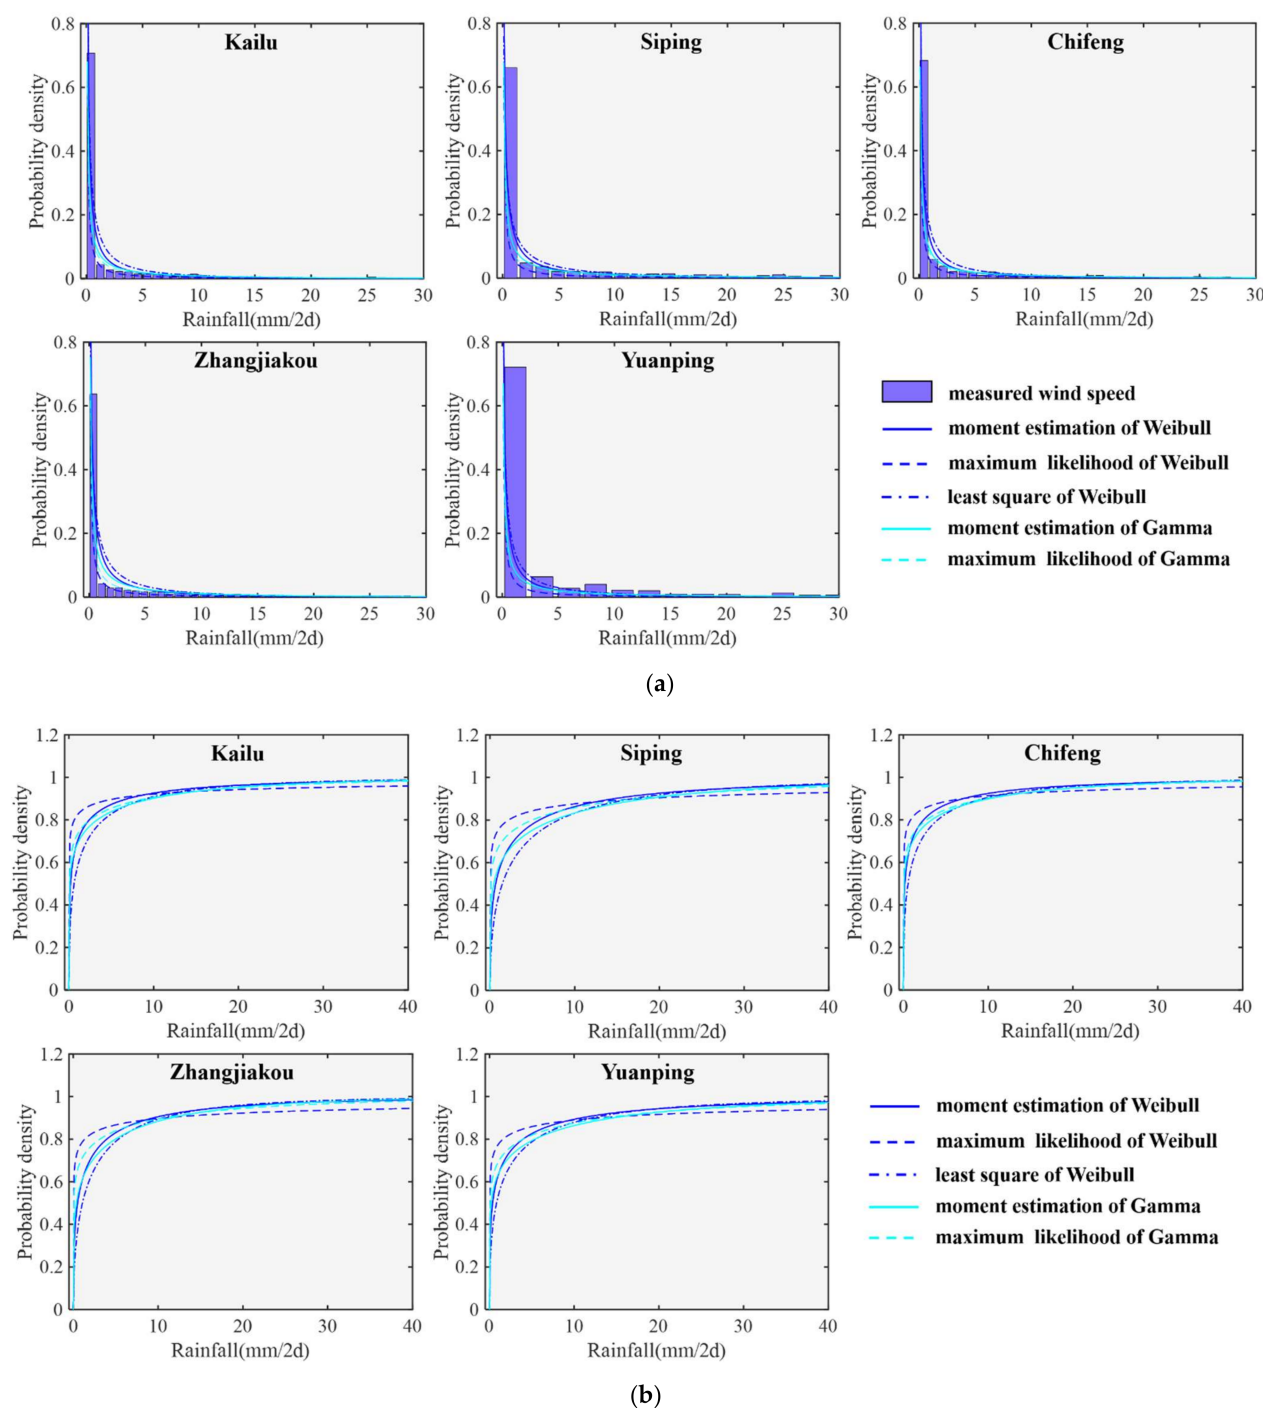 Kailu
Probability density
0.8
0.6
0.4
0.2
0
0 5 10 15 20 25 30
Rainfall(mm/2d)
Siping
Probability density
0.8
0.6
0.4
0.2
0
0 5 10 15 20 25 30
Rainfall(mm/2d)
Chifeng
Probability density
0.8
0.6
0.4
0.2
0
0 5 10 15 20 25 30
Rainfall(mm/2d)
Zhangjiakou
Probability density
0.8
0.6
0.4
0.2
0
0 5 10 15 20 25 30
Rainfall(mm/2d)
Yuanping
Probability density
0.8
0.6
0.4
0.2
0
0 5 10 15 20 25 30
Rainfall(mm/2d)
measured wind speed
moment estimation of Weibull
maximum likelihood of Weibull
least square of Weibull
moment estimation of Gamma
maximum likelihood of Gamma
(a)
Kailu
Probability density
1.2
1
0.8
0.6
0.4
0.2
0
0 10 20 30 40
Rainfall(mm/2d)
Siping
Probability density
1.2
1
0.8
0.6
0.4
0.2
0
0 10 20 30 40
Rainfall(mm/2d)
Chifeng
Probability density
1.2
1
0.8
0.6
0.4
0.2
0
0 10 20 30 40
Rainfall(mm/2d)
Zhangjiakou
Probability density
1.2
1
0.8
0.6
0.4
0.2
0
0 10 20 30 40
Rainfall(mm/2d)
Yuanping
Probability density
1.2
1
0.8
0.6
0.4
0.2
0
0 10 20 30 40
Rainfall(mm/2d)
moment estimation of Weibull
maximum likelihood of Weibull
least square of Weibull
moment estimation of Gamma
maximum likelihood of Gamma
(b)